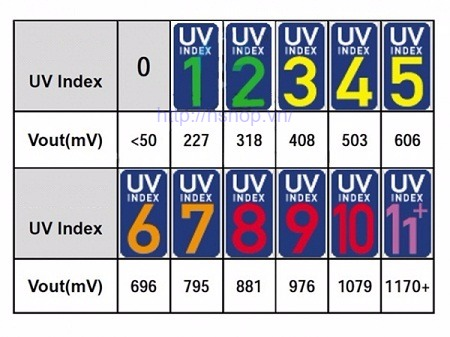 UV Index 0 UV INDEX 1 UV INDEX 2 UV INDEX 3 UV INDEX 4 UV INDEX 5
http://hshop.vn/
Vout(mV) <50 227 318 408 503 606
UV Index UV INDEX 6 UV INDEX 7 UV INDEX 8 UV INDEX 9 UV INDEX 10 UV INDEX 11+
Vout(mV) 696 795 881 976 1079 1170+